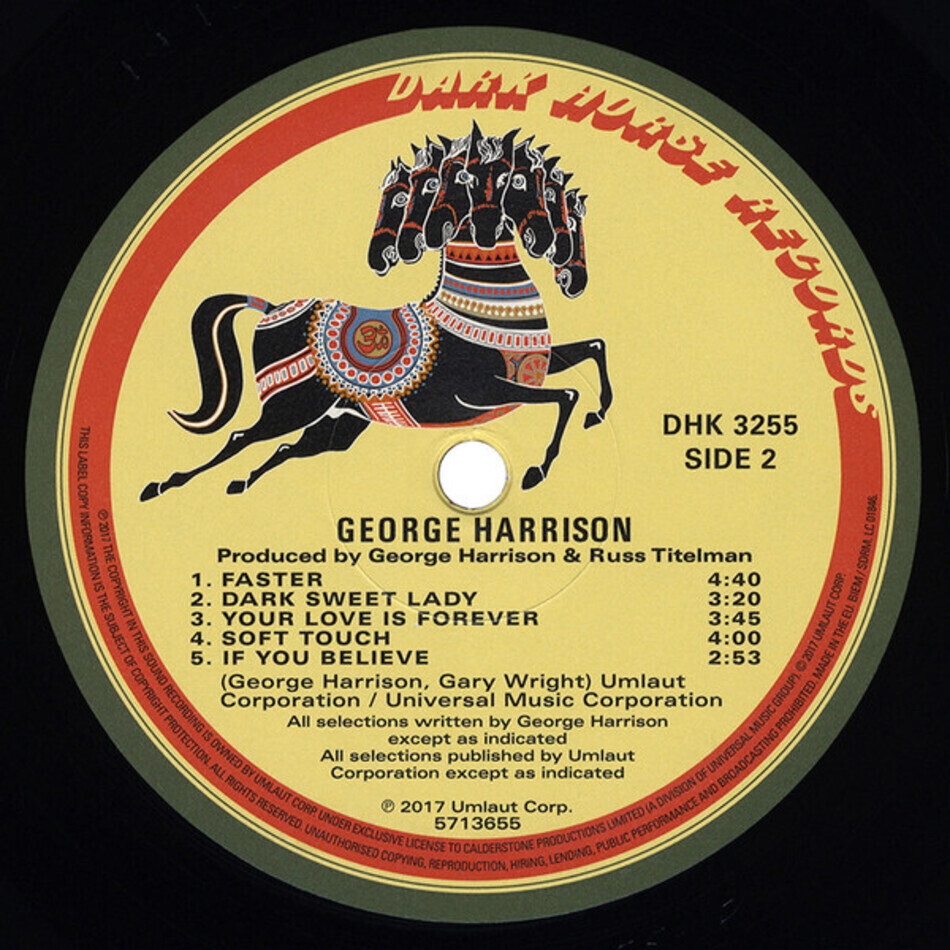 DARK HORSE RECORDS
ॐ
DHK 3255
SIDE 2
GEORGE HARRISON
Produced by George Harrison & Russ Titelman
1. FASTER 4:40
2. DARK SWEET LADY 3:20
3. YOUR LOVE IS FOREVER 3:45
4. SOFT TOUCH 4:00
5. IF YOU BELIEVE 2:53
(George Harrison, Gary Wright) Umlaut
Corporation / Universal Music Corporation
All selections written by George Harrison
except as indicated
All selections published by Umlaut
Corporation except as indicated
℗ 2017 Umlaut Corp.
5713655
℗ 2017 THE COPYRIGHT IN THIS SOUND RECORDING IS OWNED BY UMLAUT CORP. UNDER EXCLUSIVE LICENSE TO CALDERSTONE PRODUCTIONS LIMITED (A DIVISION OF UNIVERSAL MUSIC GROUP). © 2017 UMLAUT CORP.
THIS LABEL COPY INFORMATION IS THE SUBJECT OF COPYRIGHT PROTECTION. ALL RIGHTS RESERVED. UNAUTHORISED COPYING, REPRODUCTION, HIRING, LENDING, PUBLIC PERFORMANCE AND BROADCASTING PROHIBITED. MADE IN THE EU. BIEM / SDRM. LC 01846.